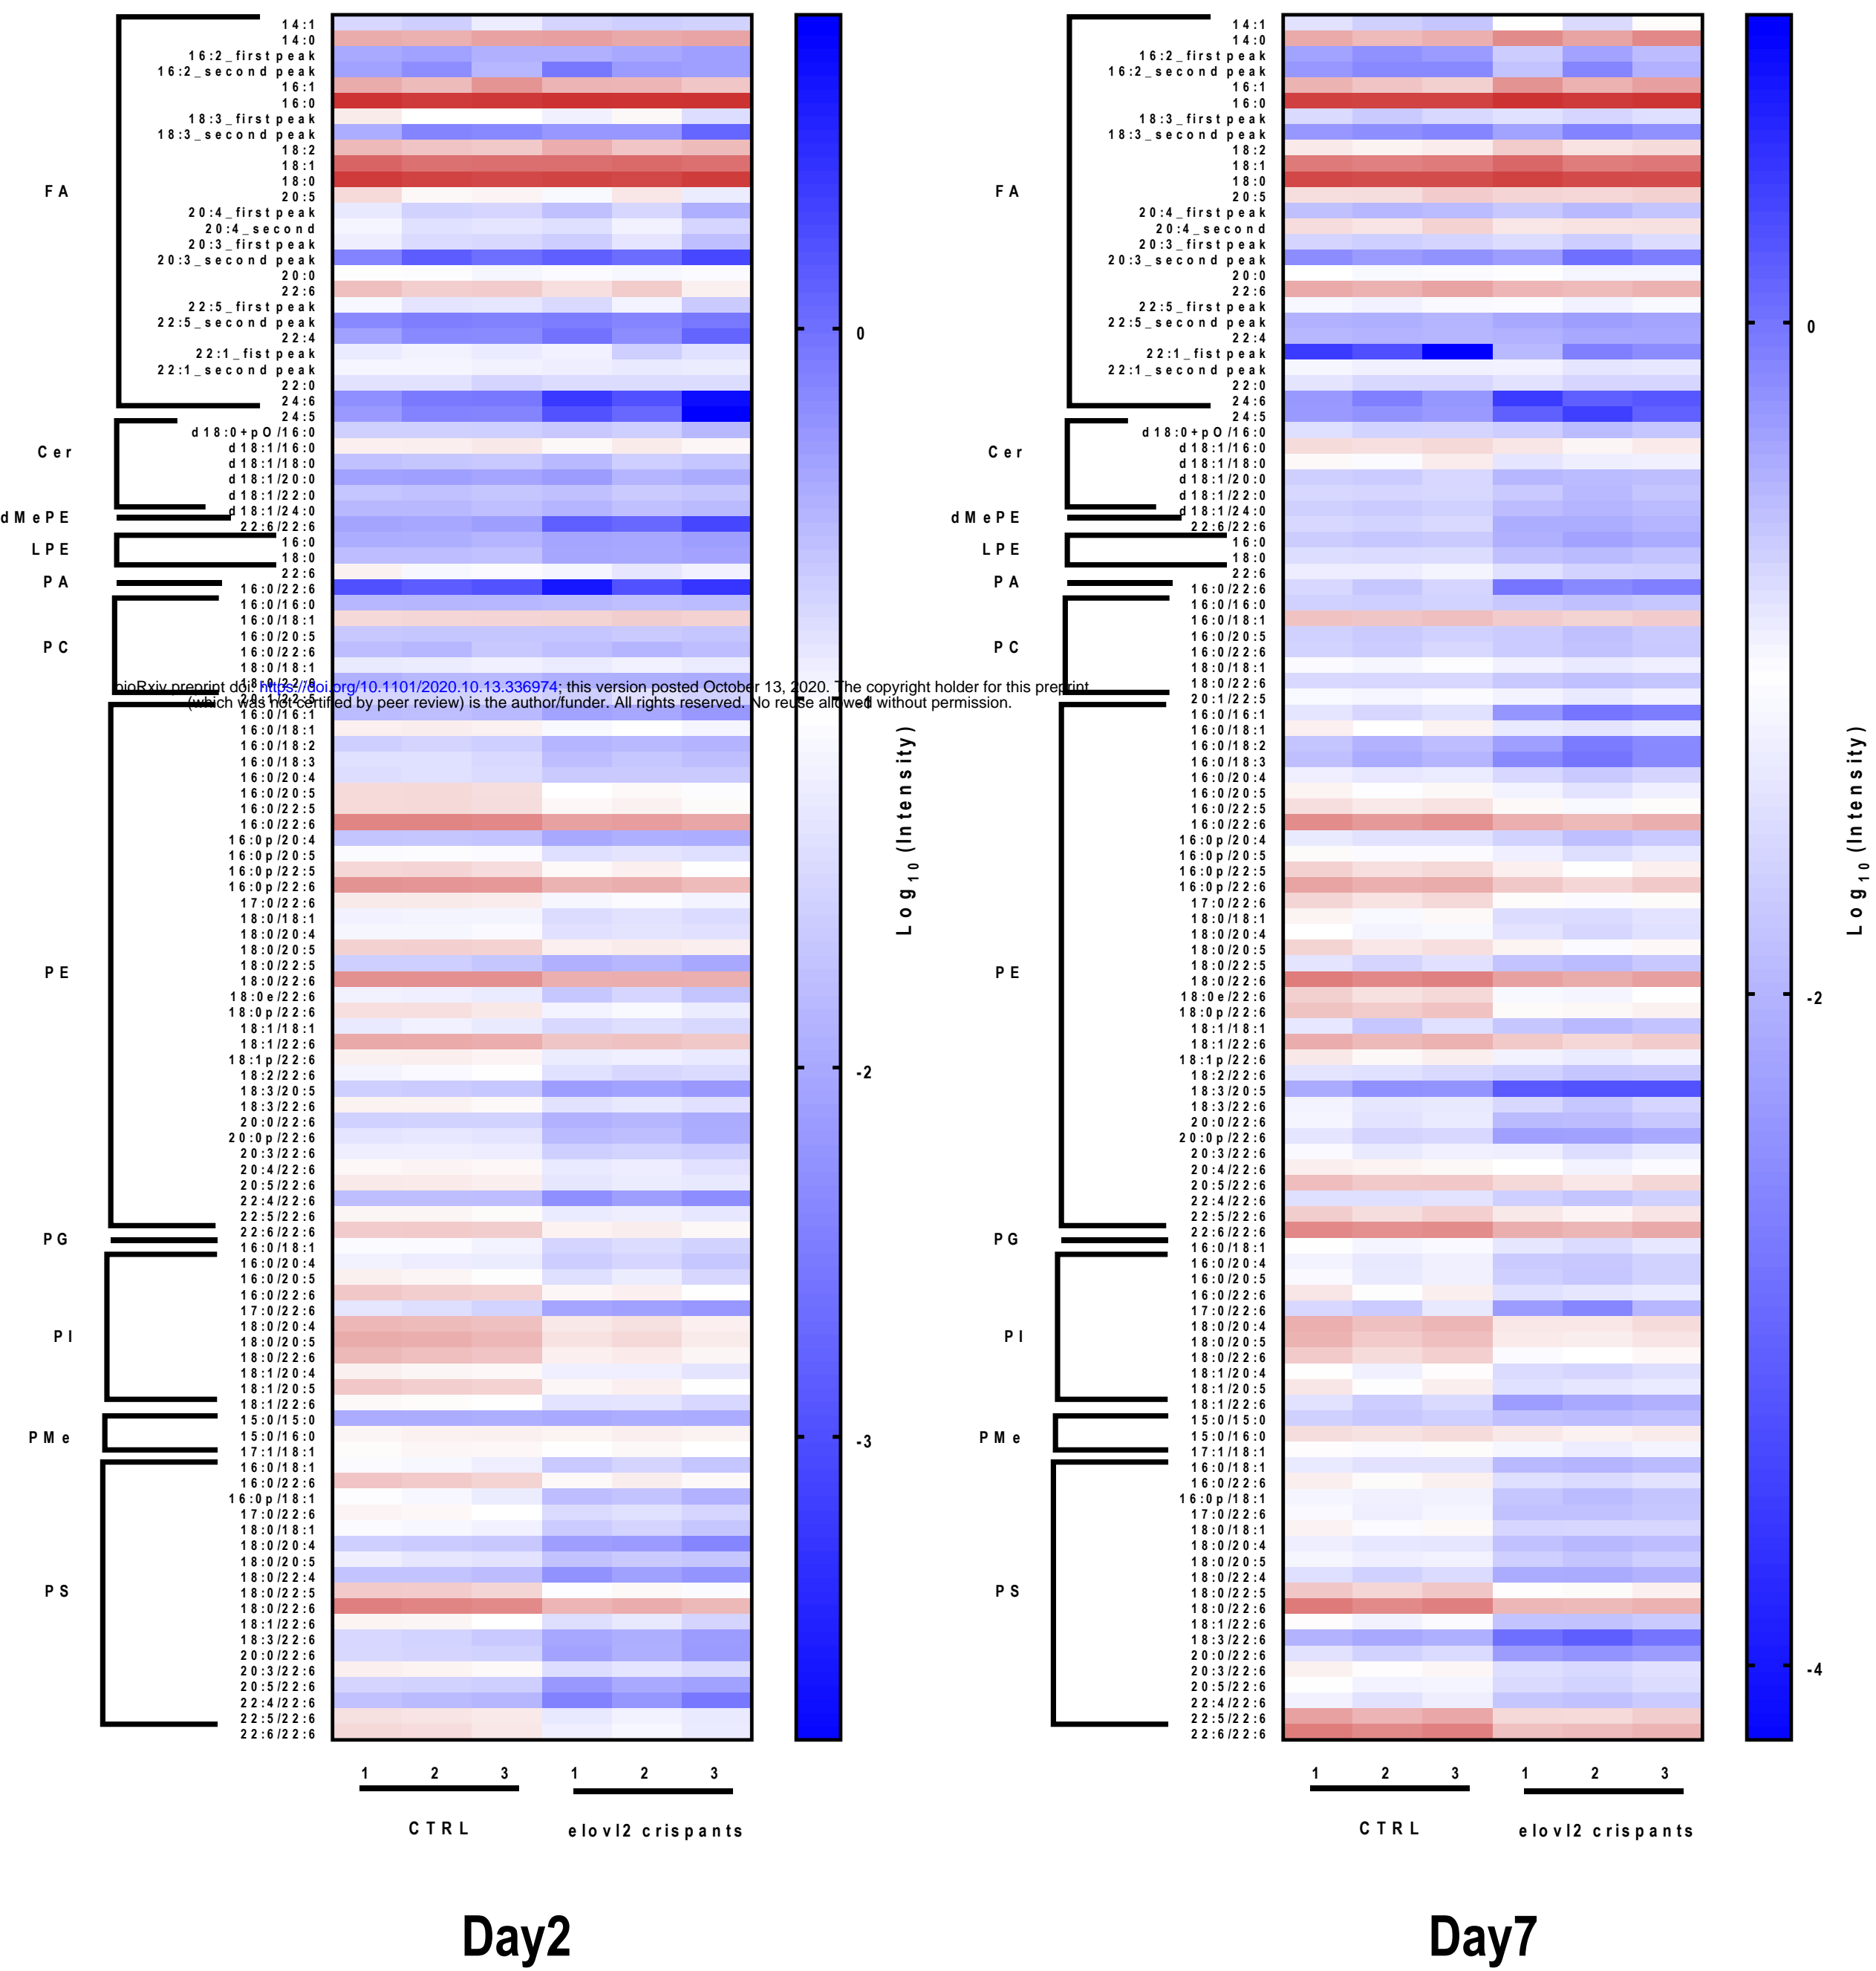 FA
14:1
14:0
16:2_first peak
16:2_second peak
16:1
16:0
18:3_first peak
18:3_second peak
18:2
18:1
18:0
20:5
20:4_first peak
20:4_second
20:3_first peak
20:3_second peak
20:0
22:6
22:5_first peak
22:5_second peak
22:4
22:1_fist peak
22:1_second peak
22:0
24:6
24:5
Cer
d18:0+pO/16:0
d18:1/16:0
d18:1/18:0
d18:1/20:0
d18:1/22:0
d18:1/24:0
dMePE
22:6/22:6
LPE
16:0
18:0
22:6
PA
16:0/22:6
PC
16:0/16:0
16:0/18:1
16:0/20:5
16:0/22:6
18:0/18:1
18:0/22:6
20:1/22:5
bioRxiv preprint doi: https://doi.org/10.1101/2020.10.13.336974; this version posted October 13, 2020. The copyright holder for this preprint
(which was not certified by peer review) is the author/funder. All rights reserved. No reuse allowed without permission.
PE
16:0/16:1
16:0/18:1
16:0/18:2
16:0/18:3
16:0/20:4
16:0/20:5
16:0/22:5
16:0/22:6
16:0p/20:4
16:0p/20:5
16:0p/22:5
16:0p/22:6
17:0/22:6
18:0/18:1
18:0/20:4
18:0/20:5
18:0/22:5
18:0/22:6
18:0e/22:6
18:0p/22:6
18:1/18:1
18:1/22:6
18:1p/22:6
18:2/22:6
18:3/20:5
18:3/22:6
20:0/22:6
20:0p/22:6
20:3/22:6
20:4/22:6
20:5/22:6
22:4/22:6
22:5/22:6
22:6/22:6
PG
16:0/18:1
PI
16:0/20:4
16:0/20:5
16:0/22:6
17:0/22:6
18:0/20:4
18:0/20:5
18:0/22:6
18:1/20:4
18:1/20:5
18:1/22:6
PMe
15:0/15:0
15:0/16:0
17:1/18:1
PS
16:0/18:1
16:0/22:6
16:0p/18:1
17:0/22:6
18:0/18:1
18:0/20:4
18:0/20:5
18:0/22:4
18:0/22:5
18:0/22:6
18:1/22:6
18:3/22:6
20:0/22:6
20:3/22:6
20:5/22:6
22:4/22:6
22:5/22:6
22:6/22:6
0
-1
-2
-3
Log10 (Intensity)
1 2 3 1 2 3
CTRL elovl2 crispants
Day2
FA
14:1
14:0
16:2_first peak
16:2_second peak
16:1
16:0
18:3_first peak
18:3_second peak
18:2
18:1
18:0
20:5
20:4_first peak
20:4_second
20:3_first peak
20:3_second peak
20:0
22:6
22:5_first peak
22:5_second peak
22:4
22:1_fist peak
22:1_second peak
22:0
24:6
24:5
Cer
d18:0+pO/16:0
d18:1/16:0
d18:1/18:0
d18:1/20:0
d18:1/22:0
d18:1/24:0
dMePE
22:6/22:6
LPE
16:0
18:0
22:6
PA
16:0/22:6
PC
16:0/16:0
16:0/18:1
16:0/20:5
16:0/22:6
18:0/18:1
18:0/22:6
20:1/22:5
PE
16:0/16:1
16:0/18:1
16:0/18:2
16:0/18:3
16:0/20:4
16:0/20:5
16:0/22:5
16:0/22:6
16:0p/20:4
16:0p/20:5
16:0p/22:5
16:0p/22:6
17:0/22:6
18:0/18:1
18:0/20:4
18:0/20:5
18:0/22:5
18:0/22:6
18:0e/22:6
18:0p/22:6
18:1/18:1
18:1/22:6
18:1p/22:6
18:2/22:6
18:3/20:5
18:3/22:6
20:0/22:6
20:0p/22:6
20:3/22:6
20:4/22:6
20:5/22:6
22:4/22:6
22:5/22:6
22:6/22:6
PG
16:0/18:1
PI
16:0/20:4
16:0/20:5
16:0/22:6
17:0/22:6
18:0/20:4
18:0/20:5
18:0/22:6
18:1/20:4
18:1/20:5
18:1/22:6
PMe
15:0/15:0
15:0/16:0
17:1/18:1
PS
16:0/18:1
16:0/22:6
16:0p/18:1
17:0/22:6
18:0/18:1
18:0/20:4
18:0/20:5
18:0/22:4
18:0/22:5
18:0/22:6
18:1/22:6
18:3/22:6
20:0/22:6
20:3/22:6
20:5/22:6
22:4/22:6
22:5/22:6
22:6/22:6
0
-2
-4
Log10 (Intensity)
1 2 3 1 2 3
CTRL elovl2 crispants
Day7